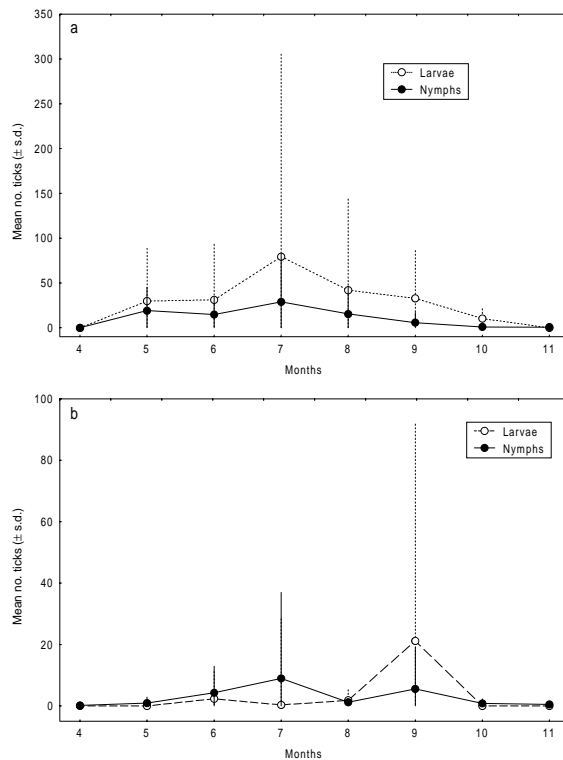 a
350
300
250
200
150
100
50
0
Mean no. ticks (± s.d.)
Larvae
Nymphs
4 5 6 7 8 9 10 11
Months
b
100
80
60
40
20
0
Mean no. ticks (± s.d.)
Larvae
Nymphs
4 5 6 7 8 9 10 11
Months